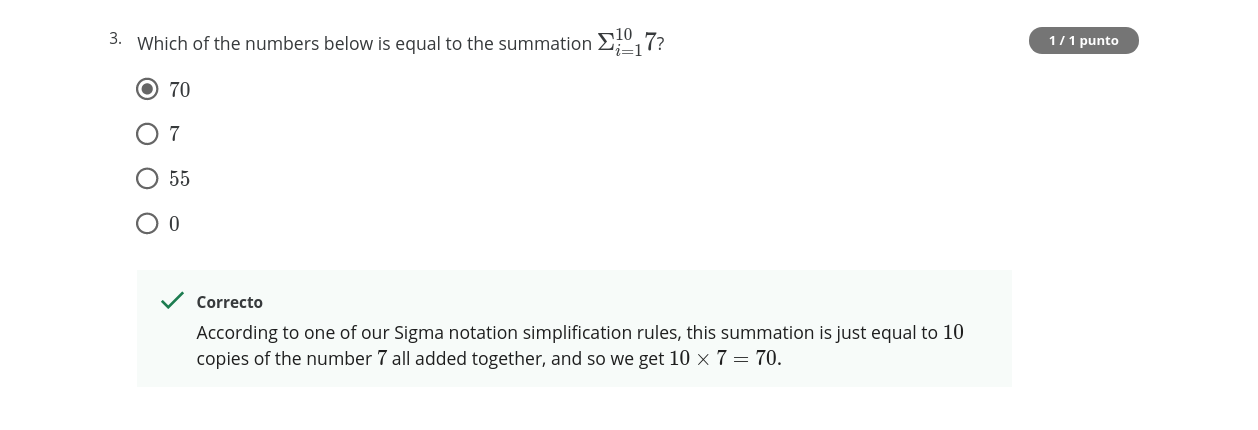 3. Which of the numbers below is equal to the summation $\Sigma_{i=1}^{10} 7$?
1 / 1 punto
70
7
55
0
Correcto
According to one of our Sigma notation simplification rules, this summation is just equal to 10
copies of the number 7 all added together, and so we get 10 × 7 = 70.